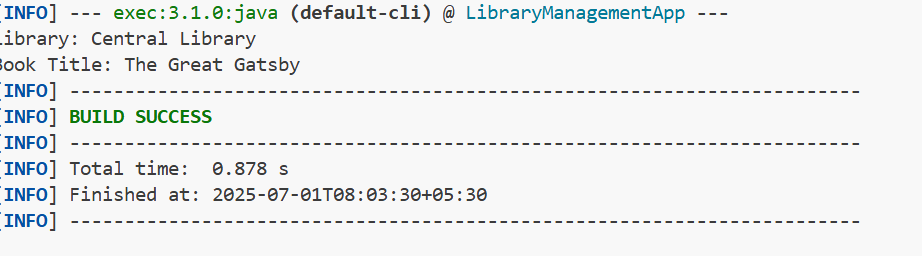 [INFO] --- exec:3.1.0:java (default-cli) @ LibraryManagementApp ---
Library: Central Library
Book Title: The Great Gatsby
[INFO] ------------------------------------------------------------------------
[INFO] BUILD SUCCESS
[INFO] ------------------------------------------------------------------------
[INFO] Total time:  0.878 s
[INFO] Finished at: 2025-07-01T08:03:30+05:30
[INFO] ------------------------------------------------------------------------